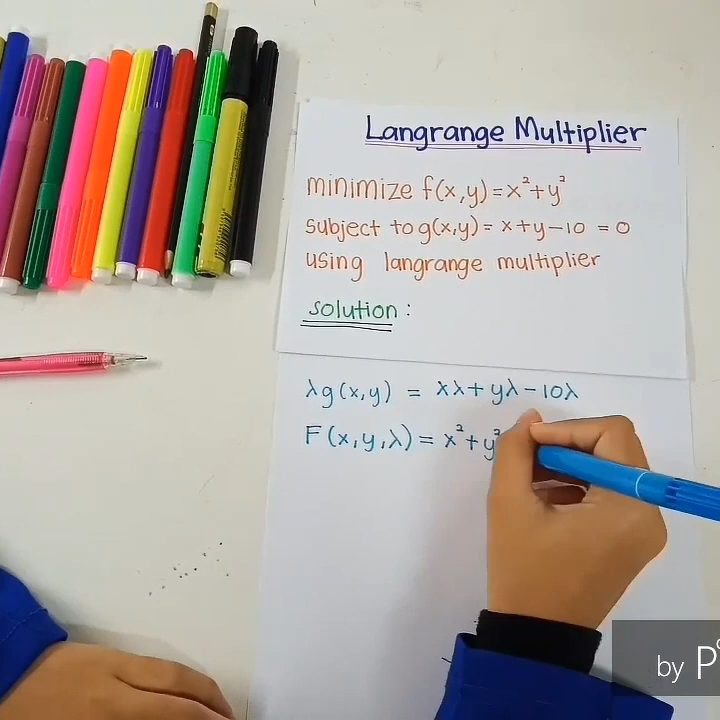 Langrange Multiplier
minimize f(x,y)=x²+y²
subject to g(x,y) = x+y-10 = 0
using langrange multiplier
solution:
λg(x,y) = xλ+yλ-10λ
F(x,y,λ)= x²+y²
by